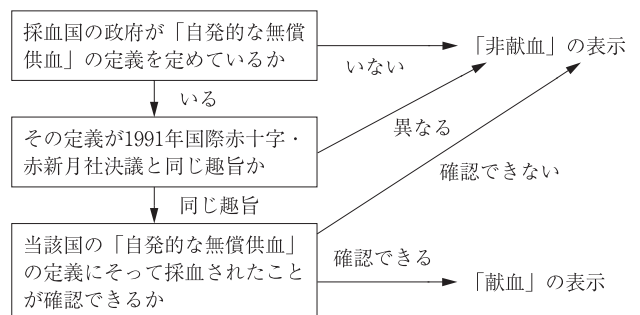 採血国の政府が「自発的な無償
供血」の定義を定めているか
いない
「非献血」の表示
いる
その定義が1991年国際赤十字・
赤新月社決議と同じ趣旨か
異なる
確認できない
同じ趣旨
当該国の「自発的な無償供血」
の定義にそって採血されたこと
が確認できるか
確認できる
「献血」の表示